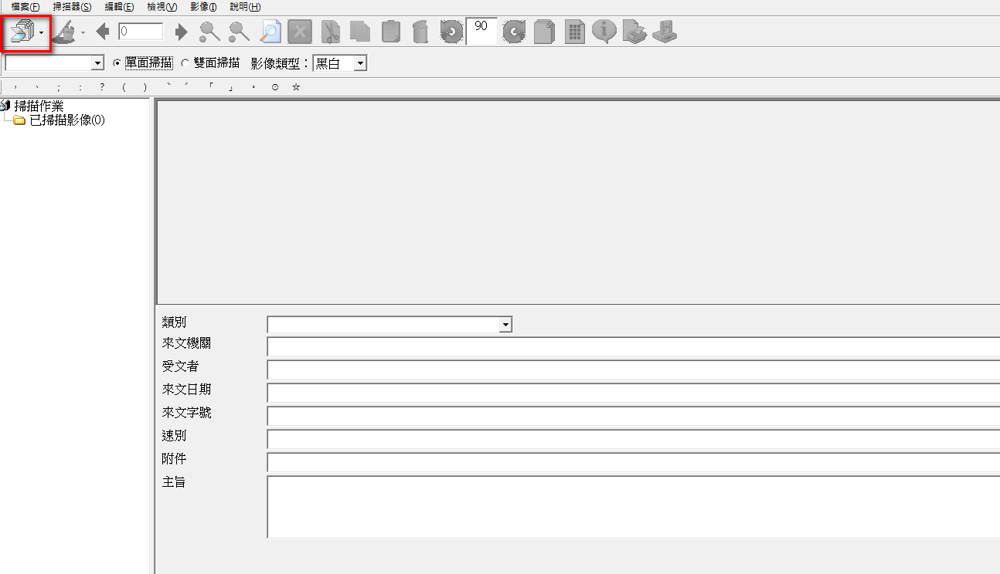 檔案(F) 掃描器(S) 編輯(E) 檢視(V) 影像(I) 說明(H)
0 90
單面掃描 雙面掃描 影像類型： 黑白
， 、 ； ： ？ （ ） 〝 〞 「 」 。 ⊙ ☆
掃描作業
已掃描影像(0)
類別
來文機關
受文者
來文日期
來文字號
速別
附件
主旨